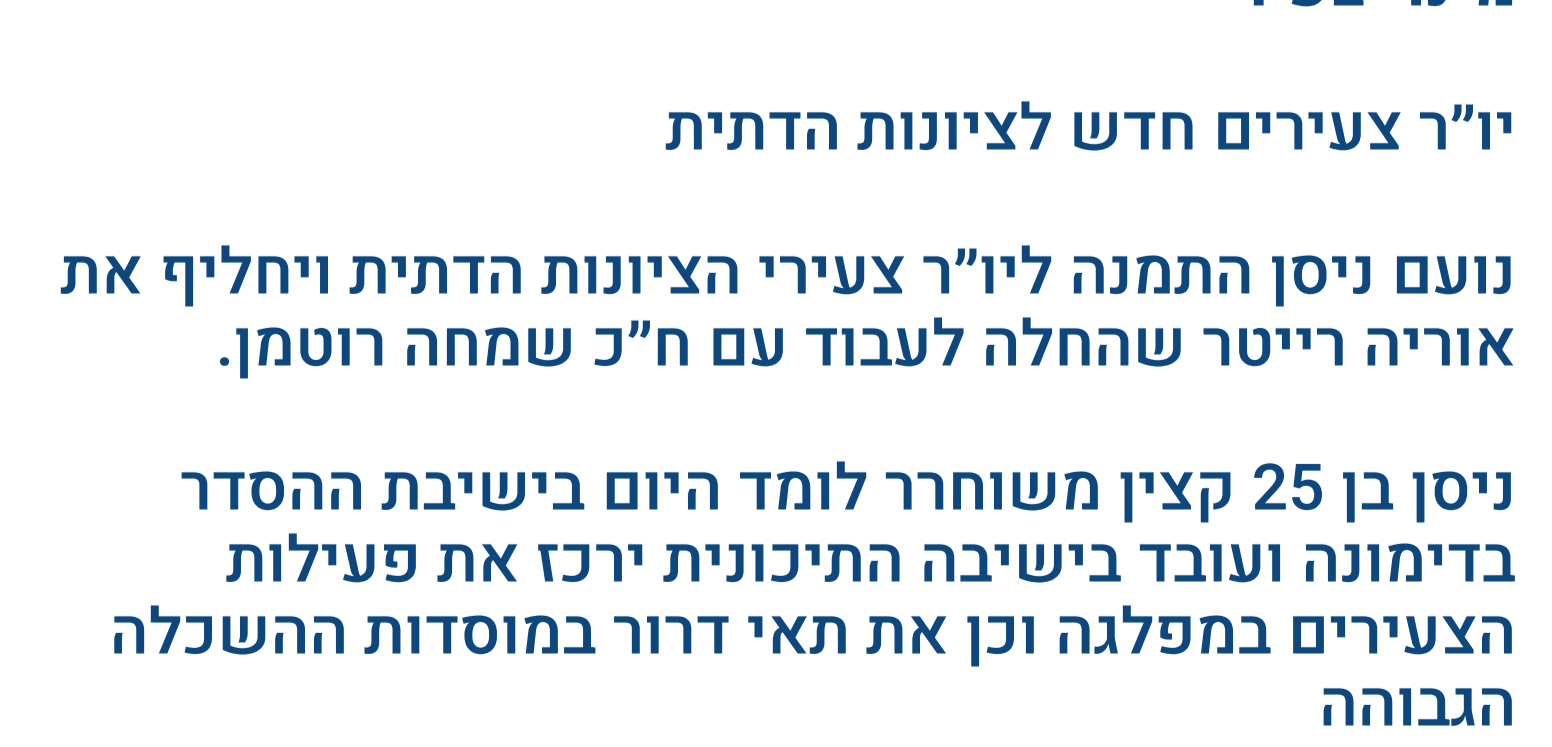 יו״ר צעירים חדש לציונות הדתית
נועם ניסן התמנה ליו״ר צעירי הציונות הדתית ויחליף את
אוריה רייטר שהחלה לעבוד עם ח״כ שמחה רוטמן.
ניסן בן 25 קצין משוחרר לומד היום בישיבת ההסדר
בדימונה ועובד בישיבה התיכונית ירכז את פעילות
הצעירים במפלגה וכן את תאי דרור במוסדות ההשכלה
הגבוהה